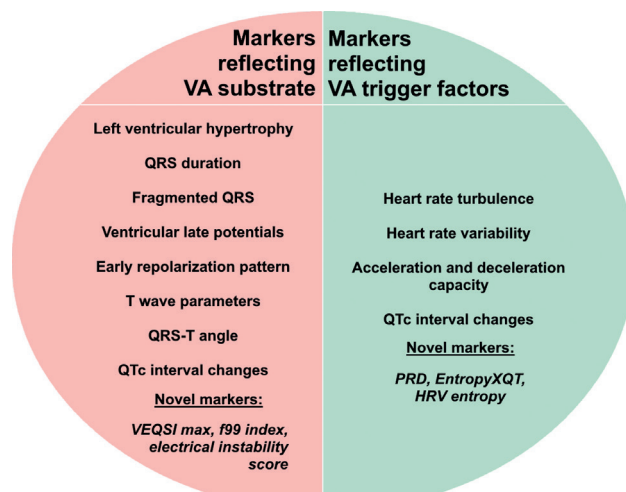 Markers
reflecting
VA substrate
Left ventricular hypertrophy
QRS duration
Fragmented QRS
Ventricular late potentials
Early repolarization pattern
T wave parameters
QRS-T angle
QTc interval changes
Novel markers:
VEQSI max, f99 index,
electrical instability
score
Markers
reflecting
VA trigger factors
Heart rate turbulence
Heart rate variability
Acceleration and deceleration
capacity
QTc interval changes
Novel markers:
PRD, EntropyXQT,
HRV entropy